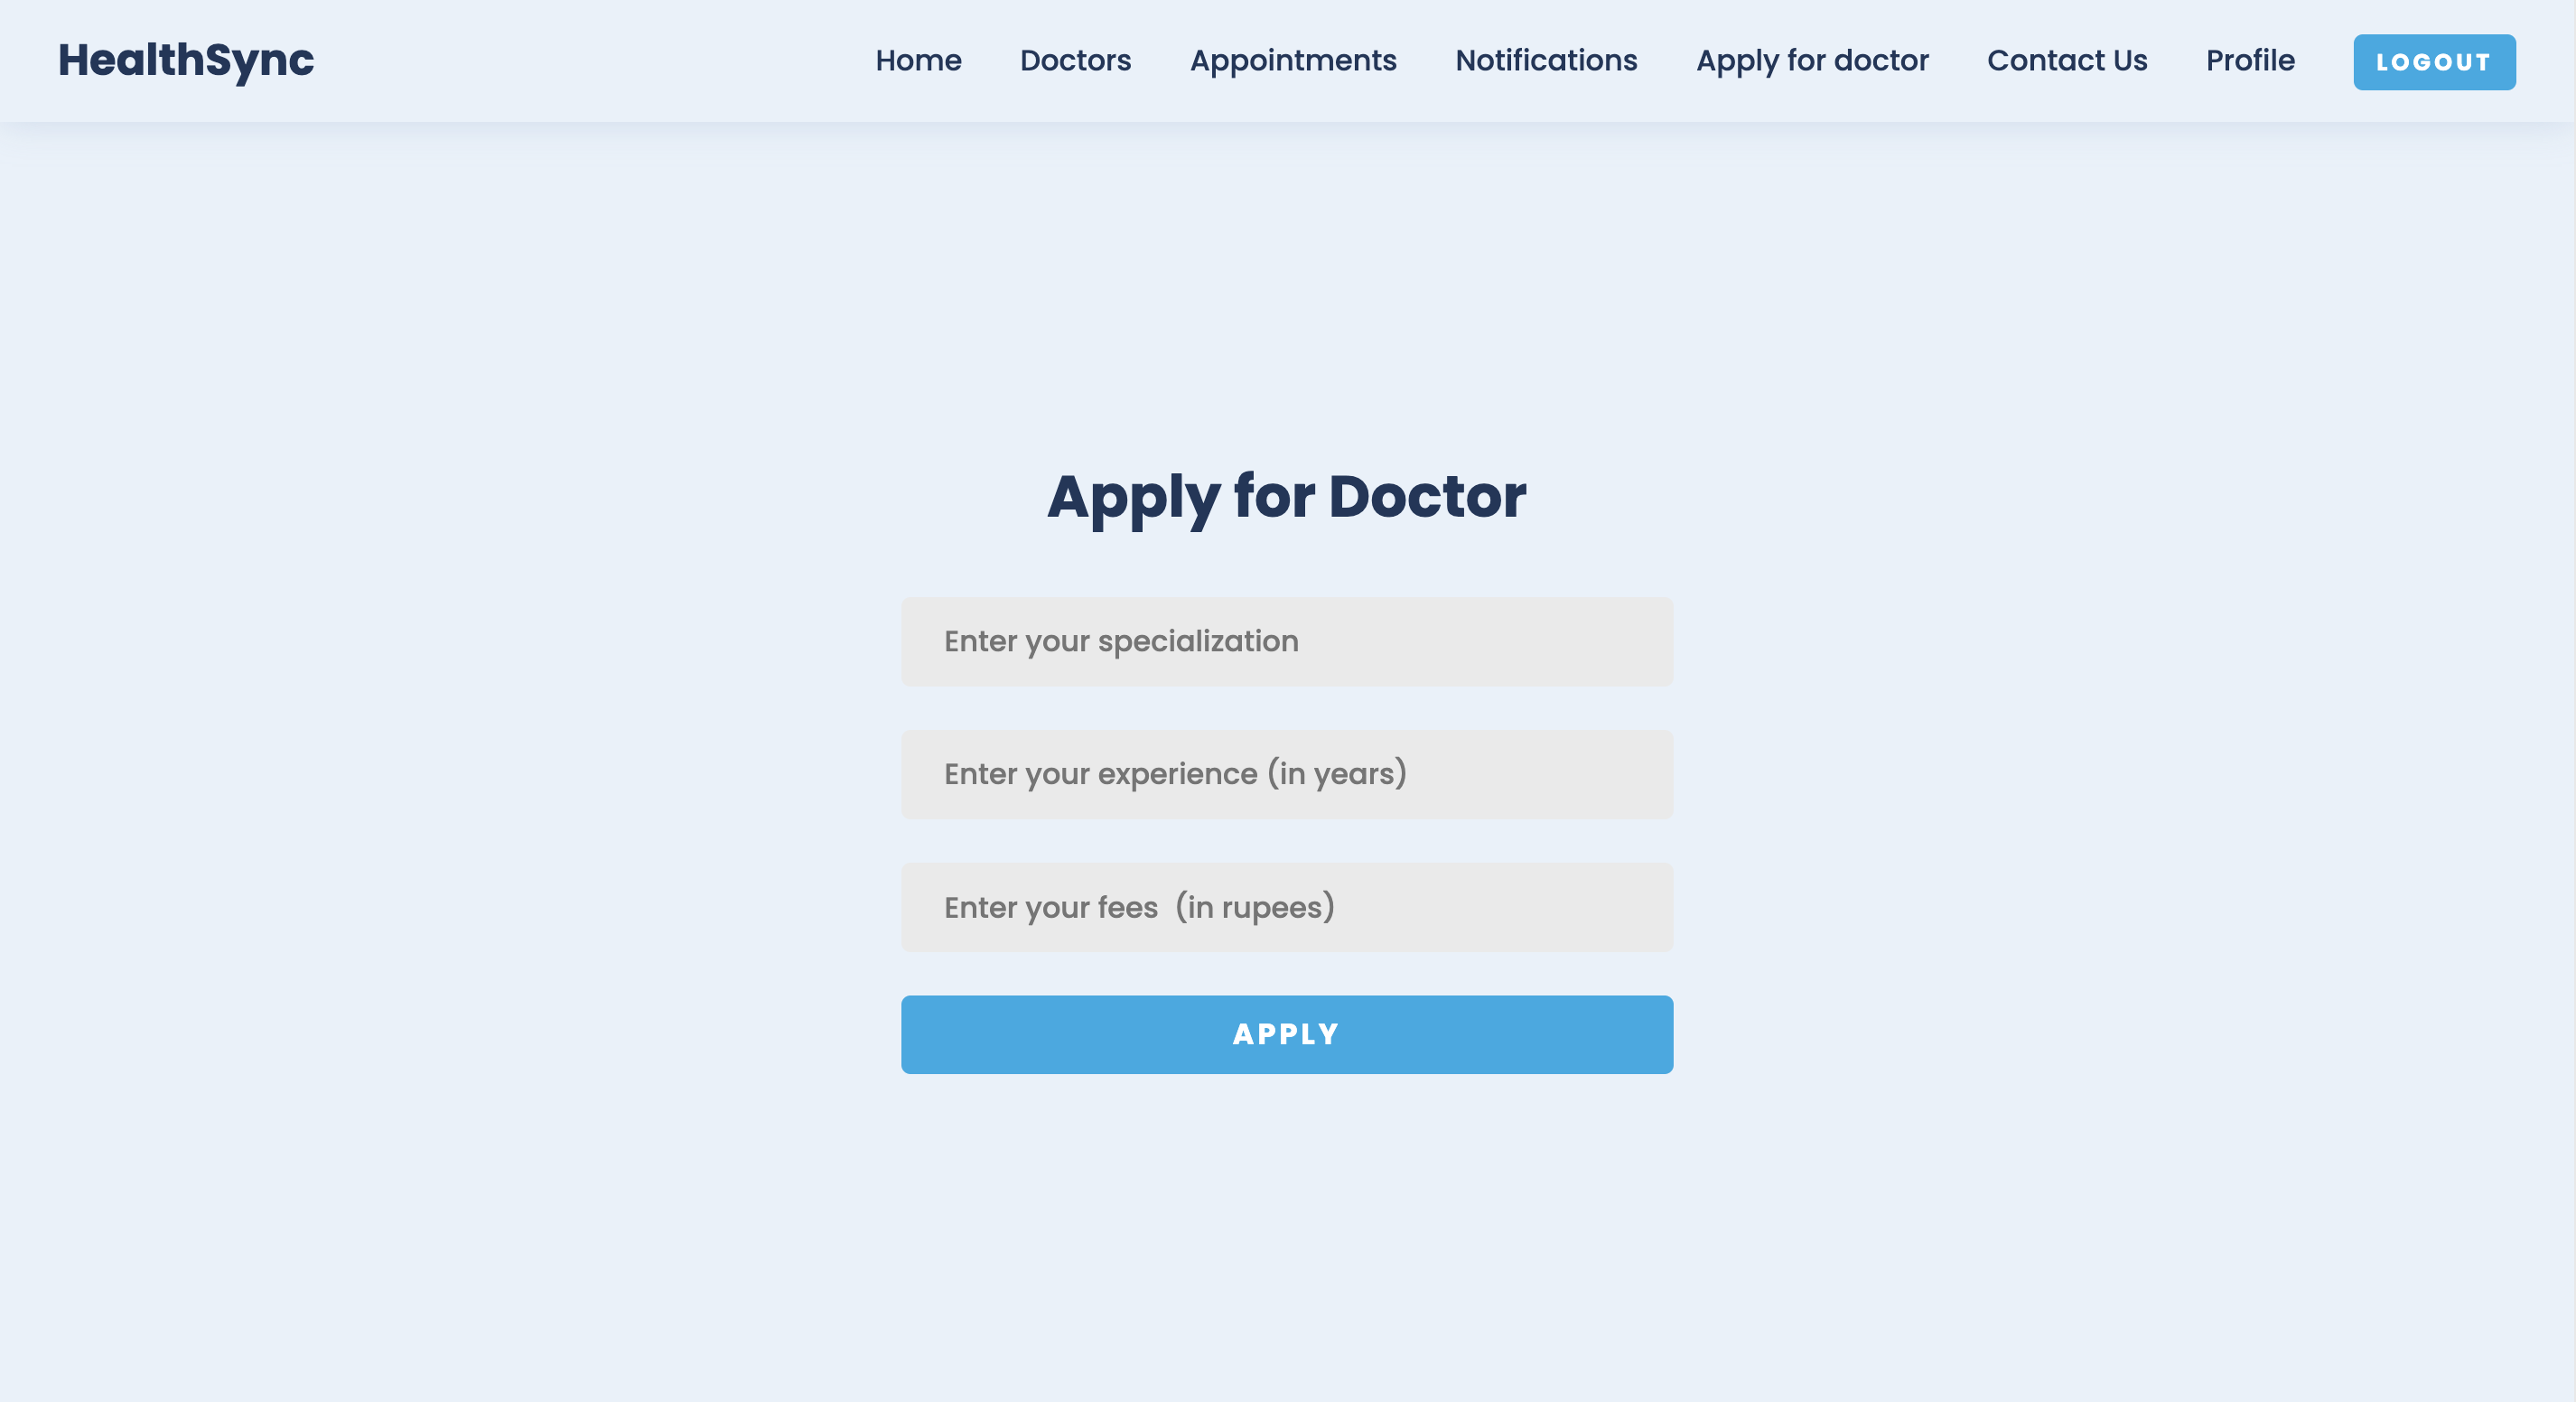 HealthSync Home Doctors Appointments Notifications Apply for doctor Contact Us Profile LOGOUT
Apply for Doctor
Enter your specialization
Enter your experience (in years)
Enter your fees  (in rupees)
APPLY